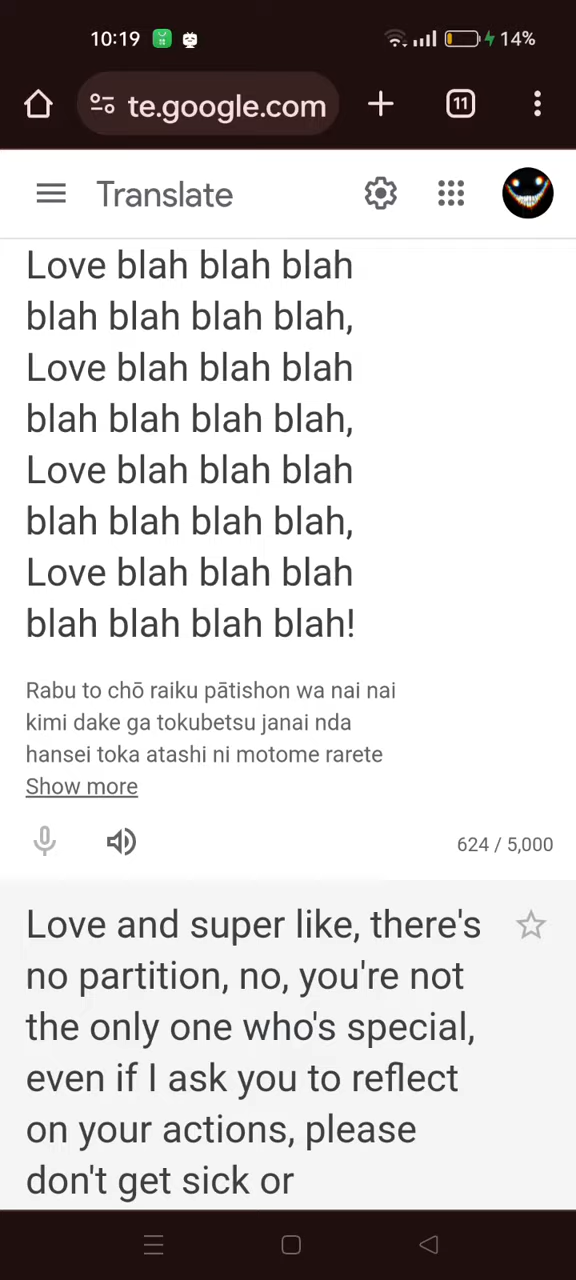 10:19
14%
te.google.com
11
Translate
Love blah blah blah
blah blah blah blah,
Love blah blah blah
blah blah blah blah,
Love blah blah blah
blah blah blah blah,
Love blah blah blah
blah blah blah blah!
Rabu to chō raiku pātishon wa nai nai
kimi dake ga tokubetsu janai nda
hansei toka atashi ni motome rarete
Show more
624 / 5,000
Love and super like, there's
no partition, no, you're not
the only one who's special,
even if I ask you to reflect
on your actions, please
don't get sick or